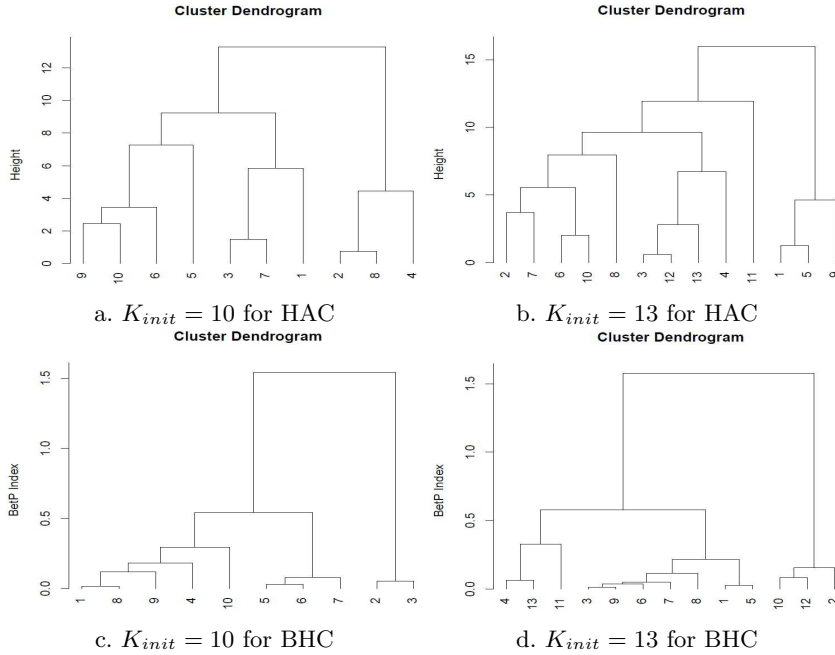 Cluster Dendrogram
Cluster Dendrogram
Height
0 2 4 6 8 10 12
9 10 6 5 3 7 1 2 8 4
Height
0 5 10 15
2 7 6 10 8 3 12 13 4 11 1 5 9
a. K_init = 10 for HAC
b. K_init = 13 for HAC
Cluster Dendrogram
Cluster Dendrogram
BetP Index
0.0 0.5 1.0 1.5
1 8 9 4 10 5 6 7 2 3
BetP Index
0.0 0.5 1.0 1.5
4 13 11 3 9 6 7 8 1 5 10 12 2
c. K_init = 10 for BHC
d. K_init = 13 for BHC